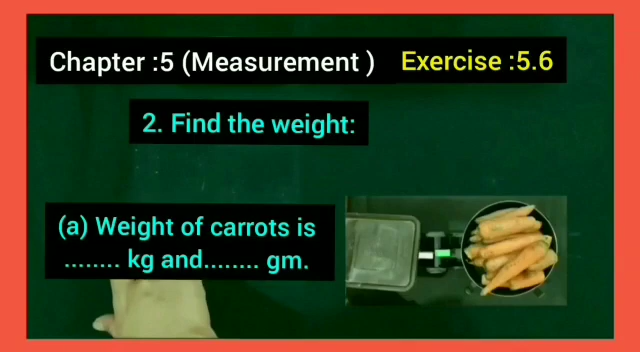 Chapter :5 (Measurement ) Exercise :5.6
2. Find the weight:
(a) Weight of carrots is
........ kg and........ gm.